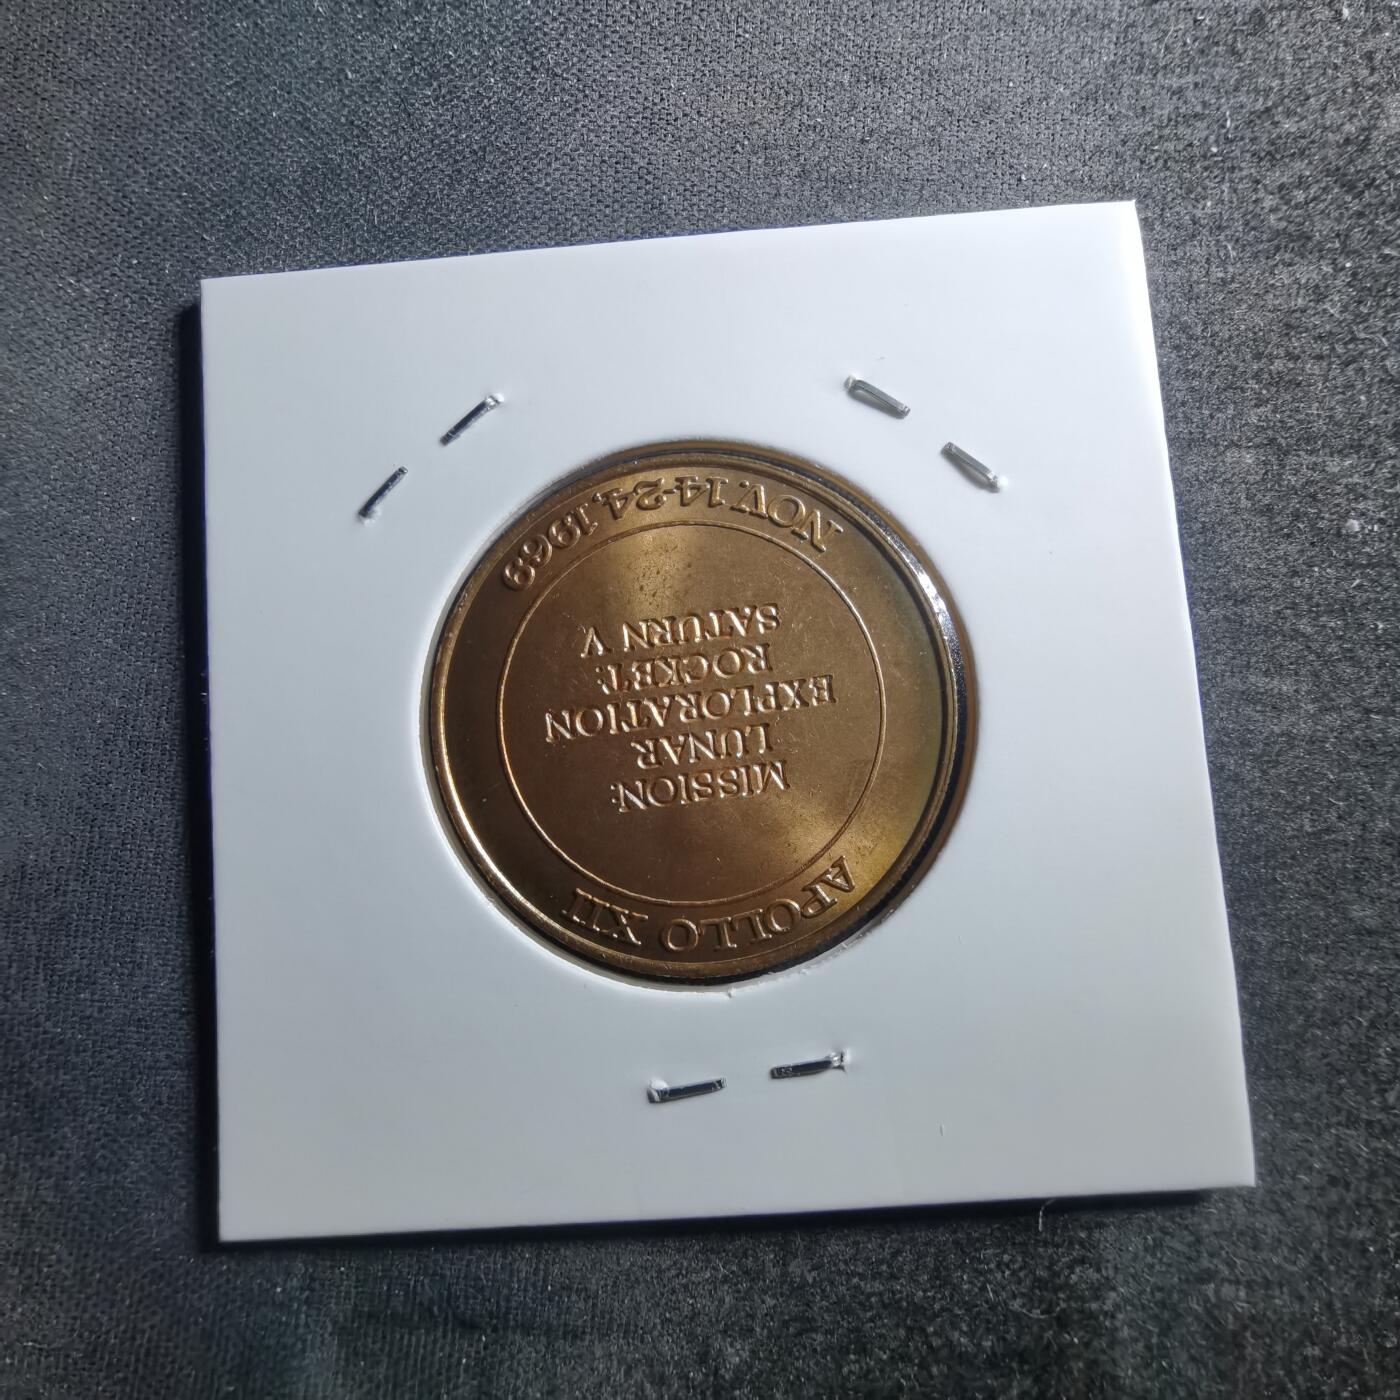 APOLLO XII
MISSION:
LUNAR
EXPLORATION
ROCKET:
SATURN V
NOV. 14-24, 1969